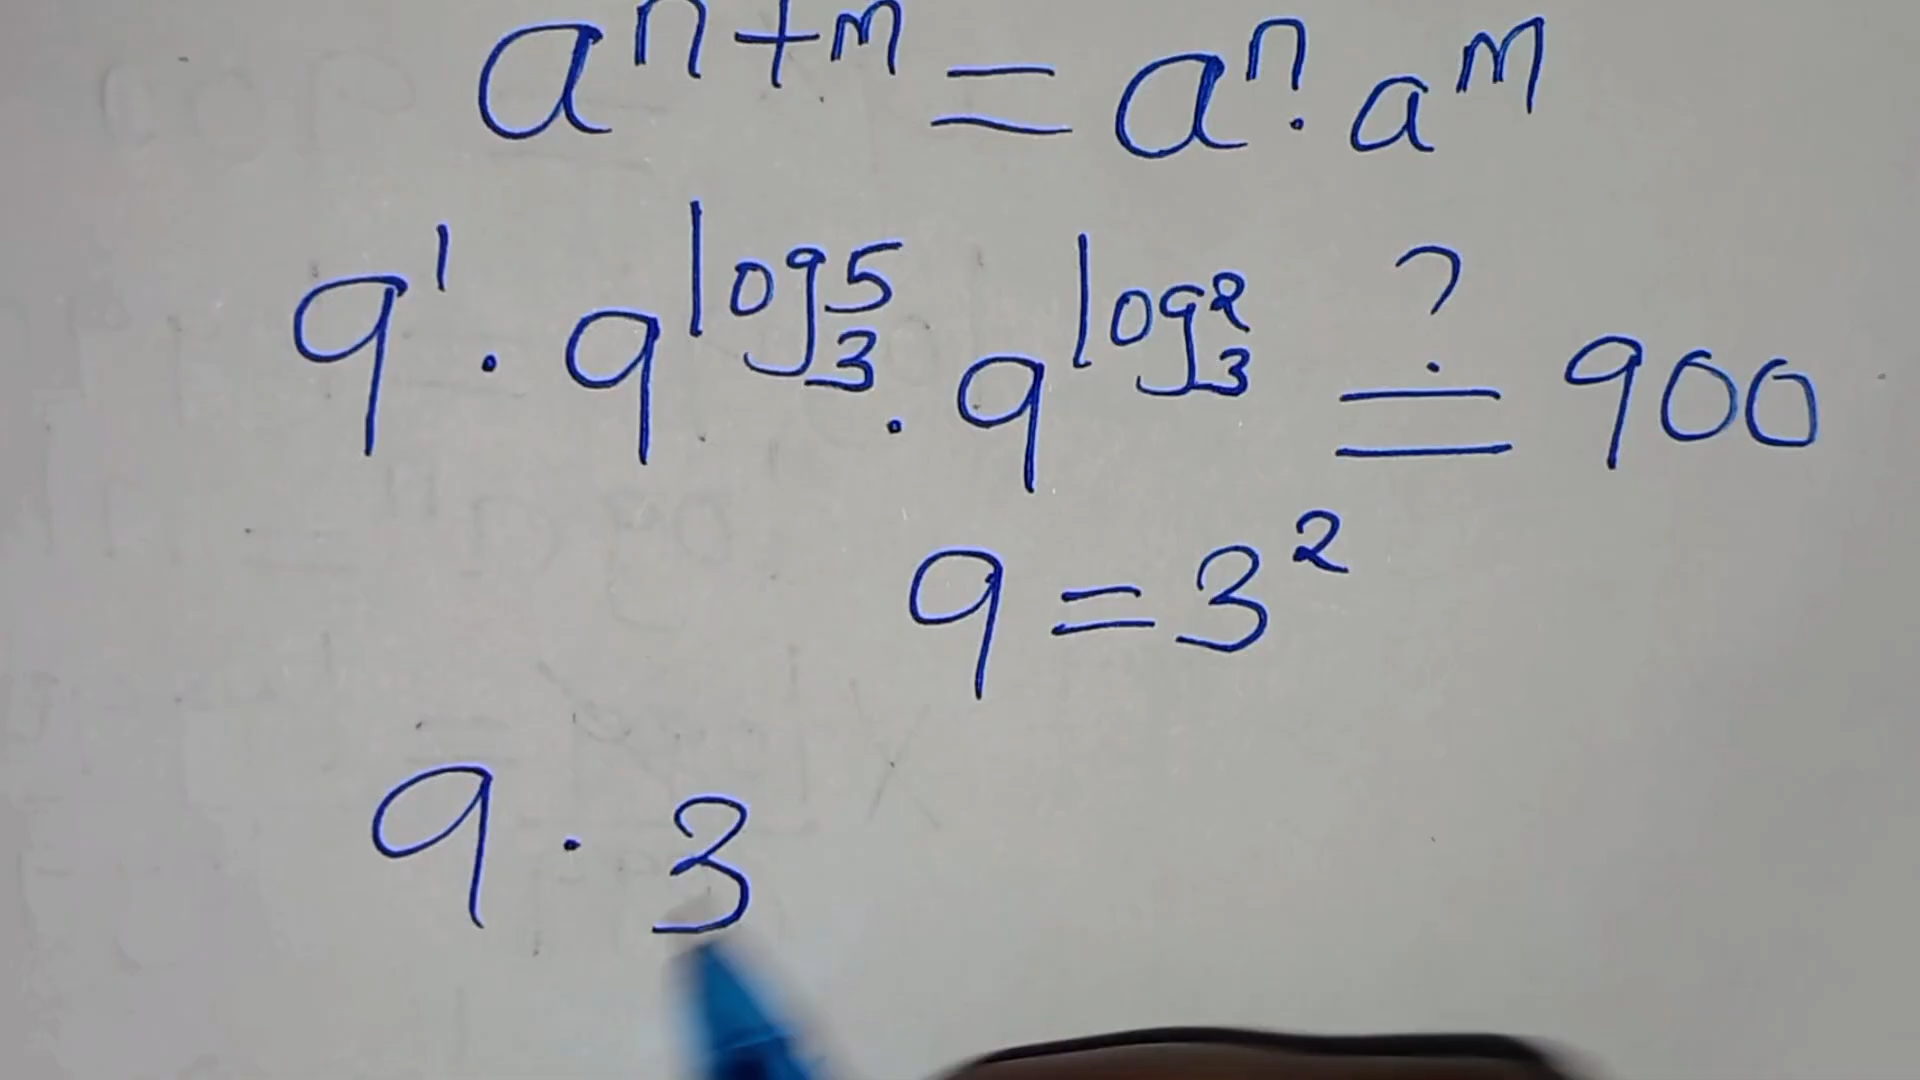 a^{n+m} = a^n . a^m
9^1 . 9^{log_3 5} . 9^{log_3 2} ?= 900
9 = 3^2
9 . 3